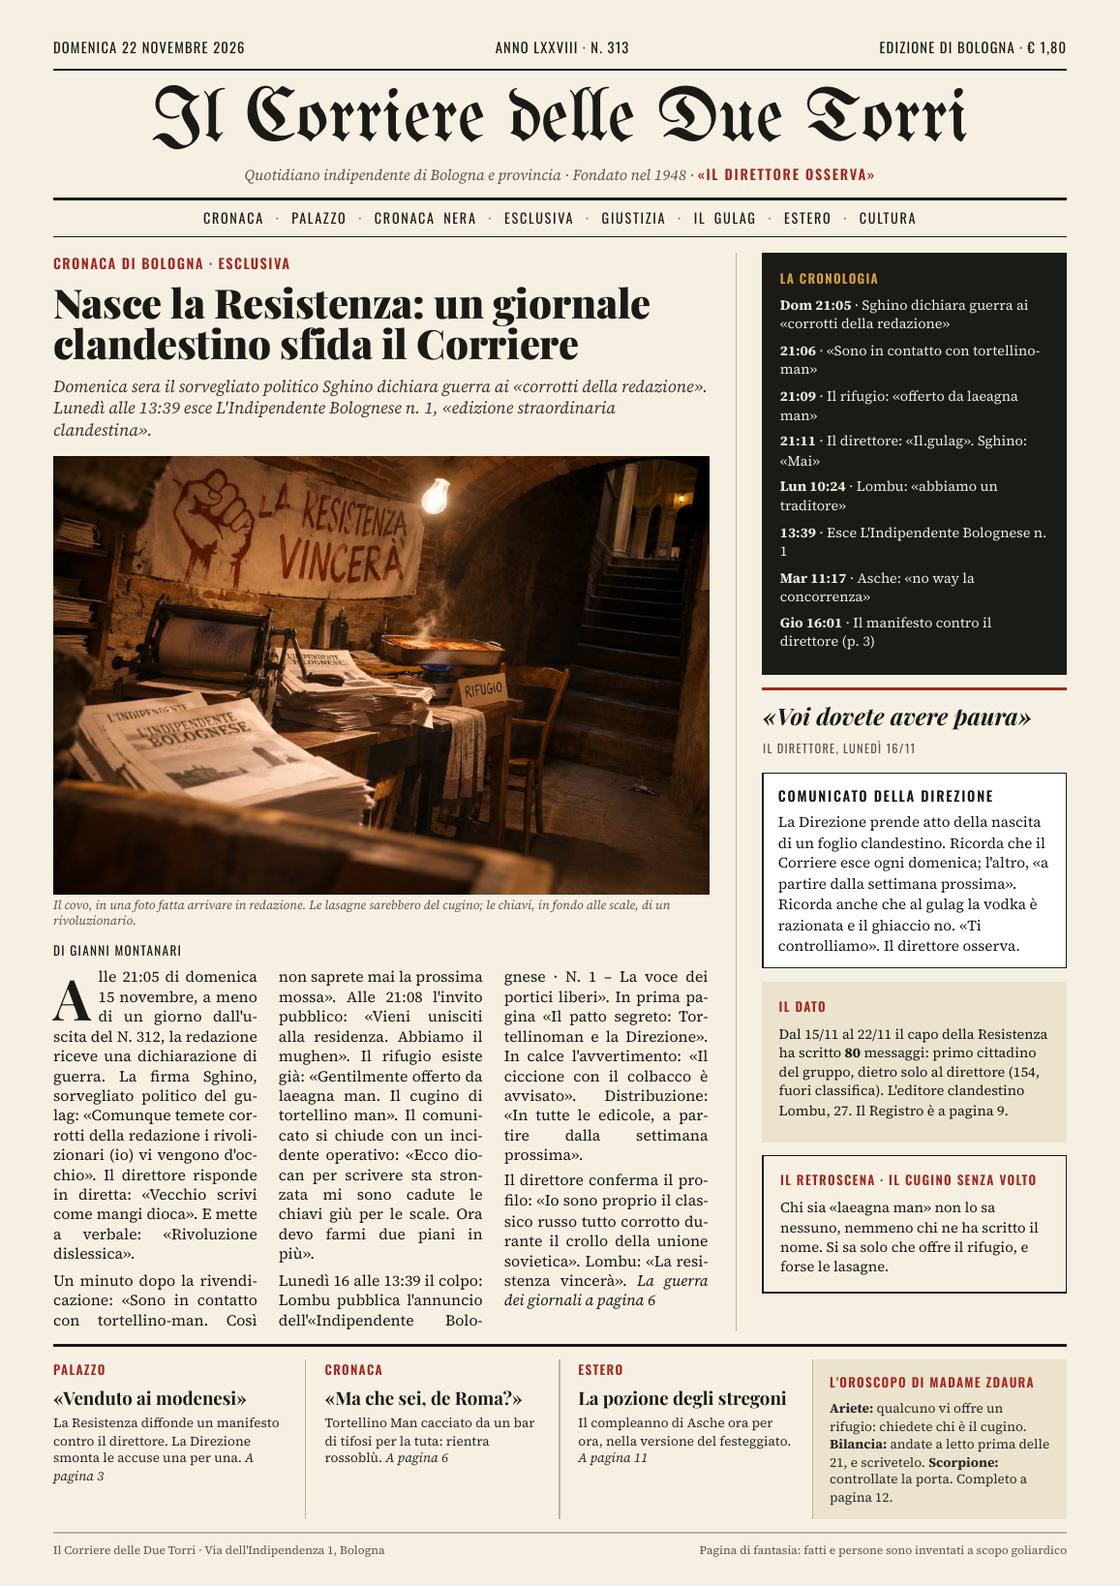 DOMENICA 22 NOVEMBRE 2026
ANNO LXXVIII · N. 313
EDIZIONE DI BOLOGNA · € 1,80
Il Corriere delle Due Torri
Quotidiano indipendente di Bologna e provincia · Fondato nel 1948 · «IL DIRETTORE OSSERVA»
CRONACA · PALAZZO · CRONACA NERA · ESCLUSIVA · GIUSTIZIA · IL GULAG · ESTERO · CULTURA
CRONACA DI BOLOGNA · ESCLUSIVA
Nasce la Resistenza: un giornale
clandestino sfida il Corriere
Domenica sera il sorvegliato politico Sghino dichiara guerra ai «corrotti della redazione».
Lunedì alle 13:39 esce L'Indipendente Bolognese n. 1, «edizione straordinaria
clandestina».
LA RESISTENZA
VINCERÀ
L'INDIPENDENTE
BOLOGNESE
RIFUGIO
L'INDIPENDENTE
L'INDIPENDENTE
BOLOGNESE
Il covo, in una foto fatta arrivare in redazione. Le lasagne sarebbero del cugino; le chiavi, in fondo alle scale, di un
rivoluzionario.
DI GIANNI MONTANARI
Alle 21:05 di domenica
15 novembre, a meno
di un giorno dall'u-
scita del N. 312, la redazione
riceve una dichiarazione di
guerra. La firma Sghino,
sorvegliato politico del gu-
lag: «Comunque temete cor-
rotti della redazione i rivoli-
zionari (io) vi vengono d'oc-
chio». Il direttore risponde
in diretta: «Vecchio scrivi
come mangi dioca». E mette
a verbale: «Rivoluzione
dislessica».
Un minuto dopo la rivendi-
cazione: «Sono in contatto
con tortellino-man. Così
non saprete mai la prossima
mossa». Alle 21:08 l'invito
pubblico: «Vieni unisciti
alla residenza. Abbiamo il
mughen». Il rifugio esiste
già: «Gentilmente offerto da
laeagna man. Il cugino di
tortellino man». Il comuni-
cato si chiude con un inci-
dente operativo: «Ecco dio-
can per scrivere sta stron-
zata mi sono cadute le
chiavi giù per le scale. Ora
devo farmi due piani in
più».
Lunedì 16 alle 13:39 il colpo:
Lombu pubblica l'annuncio
dell'«Indipendente Bolo-
gnese · N. 1 – La voce dei
portici liberi». In prima pa-
gina «Il patto segreto: Tor-
tellinoman e la Direzione».
In calce l'avvertimento: «Il
ciccione con il colbacco è
avvisato». Distribuzione:
«In tutte le edicole, a par-
tire dalla settimana
prossima».
Il direttore conferma il pro-
filo: «Io sono proprio il clas-
sico russo tutto corrotto du-
rante il crollo della unione
sovietica». Lombu: «La resi-
stenza vincerà». La guerra
dei giornali a pagina 6
LA CRONOLOGIA
Dom 21:05 · Sghino dichiara guerra ai
«corrotti della redazione»
21:06 · «Sono in contatto con tortellino-
man»
21:09 · Il rifugio: «offerto da laeagna
man»
21:11 · Il direttore: «Il.gulag». Sghino:
«Mai»
Lun 10:24 · Lombu: «abbiamo un
traditore»
13:39 · Esce L'Indipendente Bolognese n.
1
Mar 11:17 · Asche: «no way la
concorrenza»
Gio 16:01 · Il manifesto contro il
direttore (p. 3)
«Voi dovete avere paura»
IL DIRETTORE, LUNEDÌ 16/11
COMUNICATO DELLA DIREZIONE
La Direzione prende atto della nascita
di un foglio clandestino. Ricorda che il
Corriere esce ogni domenica; l'altro, «a
partire dalla settimana prossima».
Ricorda anche che al gulag la vodka è
razionata e il ghiaccio no. «Ti
controlliamo». Il direttore osserva.
IL DATO
Dal 15/11 al 22/11 il capo della Resistenza
ha scritto 80 messaggi: primo cittadino
del gruppo, dietro solo al direttore (154,
fuori classifica). L'editore clandestino
Lombu, 27. Il Registro è a pagina 9.
IL RETROSCENA · IL CUGINO SENZA VOLTO
Chi sia «laeagna man» non lo sa
nessuno, nemmeno chi ne ha scritto il
nome. Si sa solo che offre il rifugio, e
forse le lasagne.
PALAZZO
«Venduto ai modenesi»
La Resistenza diffonde un manifesto
contro il direttore. La Direzione
smonta le accuse una per una. A
pagina 3
CRONACA
«Ma che sei, de Roma?»
Tortellino Man cacciato da un bar
di tifosi per la tuta: rientra
rossoblù. A pagina 6
ESTERO
La pozione degli stregoni
Il compleanno di Asche ora per
ora, nella versione del festeggiato.
A pagina 11
L'OROSCOPO DI MADAME ZDAURA
Ariete: qualcuno vi offre un
rifugio: chiedete chi è il cugino.
Bilancia: andate a letto prima delle
21, e scrivetelo. Scorpione:
controllate la porta. Completo a
pagina 12.
Il Corriere delle Due Torri · Via dell'Indipendenza 1, Bologna
Pagina di fantasia: fatti e persone sono inventati a scopo goliardico